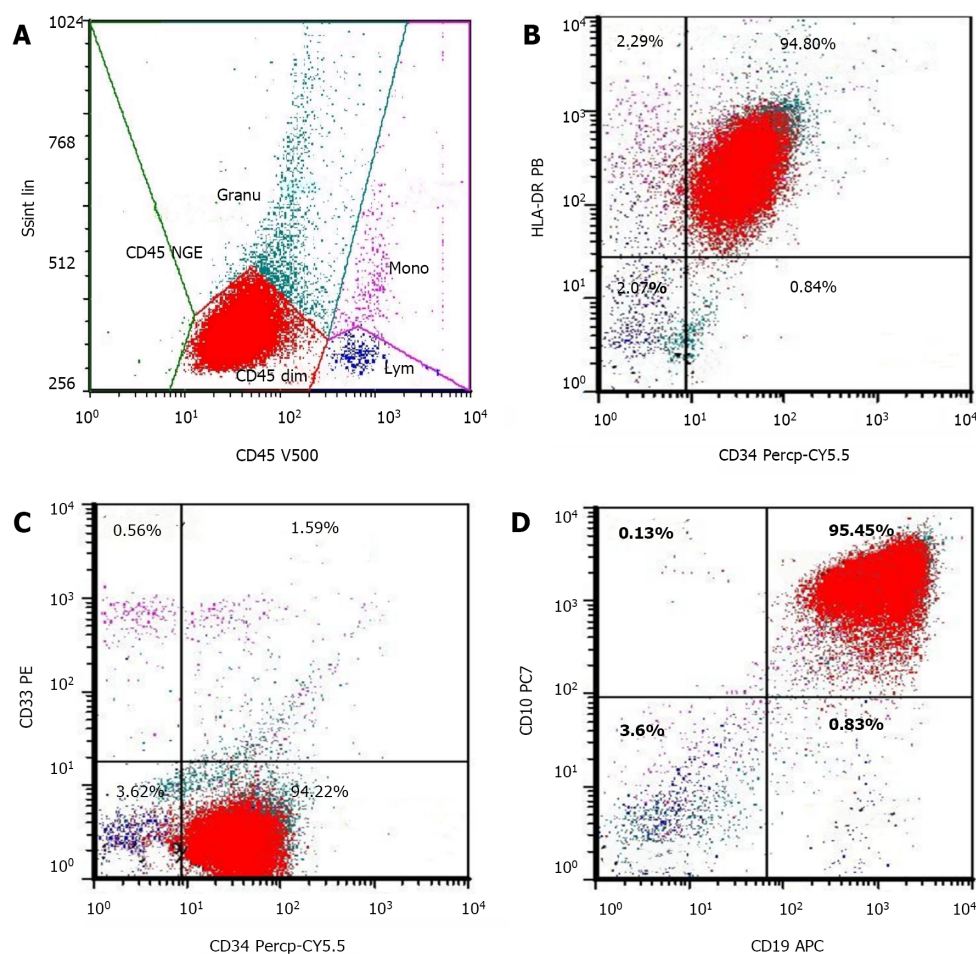 A
1024
768
512
256
Ssint lin
Granu
CD45 NGE
Mono
CD45 dim
Lym
10⁰ 10¹ 10² 10³ 10⁴
CD45 V500
B
10⁴
10³
10²
10¹
10⁰
HLA-DR PB
2.29% 94.80%
2.07% 0.84%
10⁰ 10¹ 10² 10³ 10⁴
CD34 Percp-CY5.5
C
10⁴
10³
10²
10¹
10⁰
CD33 PE
0.56% 1.59%
3.62% 94.22%
10⁰ 10¹ 10² 10³ 10⁴
CD34 Percp-CY5.5
D
10⁴
10³
10²
10¹
10⁰
CD10 PC7
0.13% 95.45%
3.6% 0.83%
10⁰ 10¹ 10² 10³ 10⁴
CD19 APC